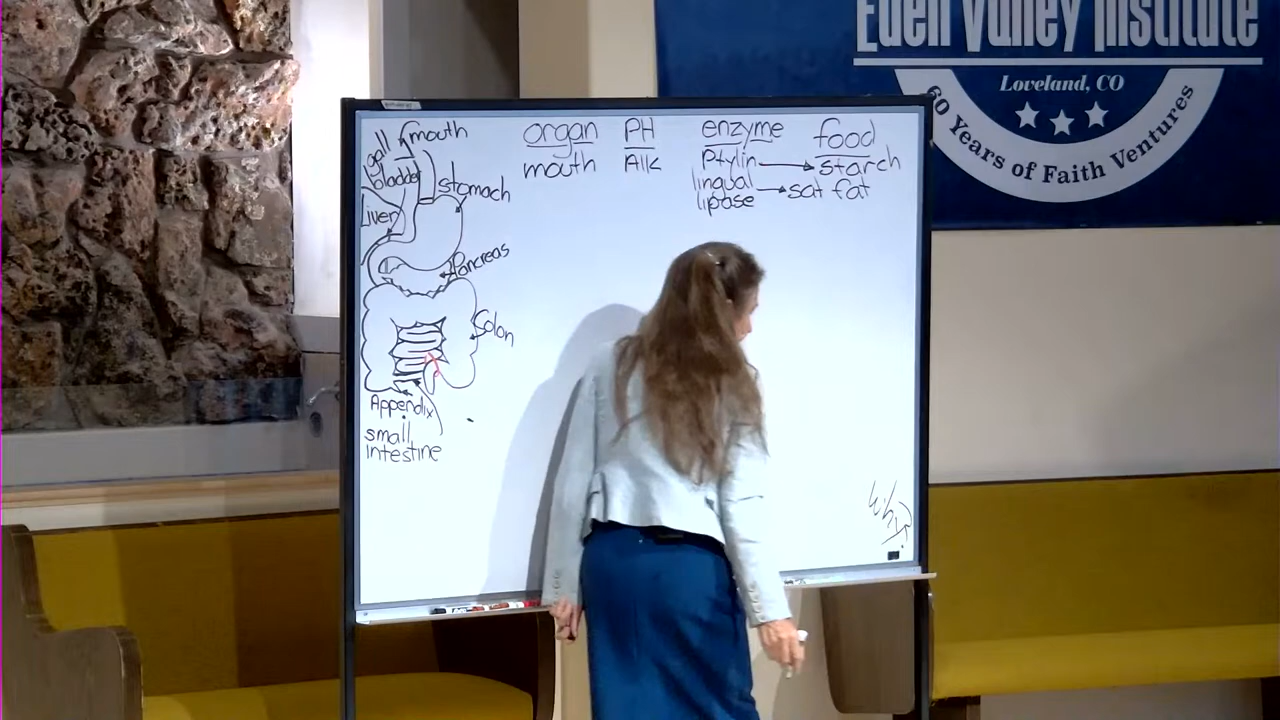 Eden Valley Institute
Loveland, CO
60 Years of Faith Ventures
gall
bladder
mouth
stomach
Liver
Pancreas
Colon
Appendix
small
intestine
organ PH enzyme food
mouth Alk Ptylin starch
lingual
lipase sat fat
Why?